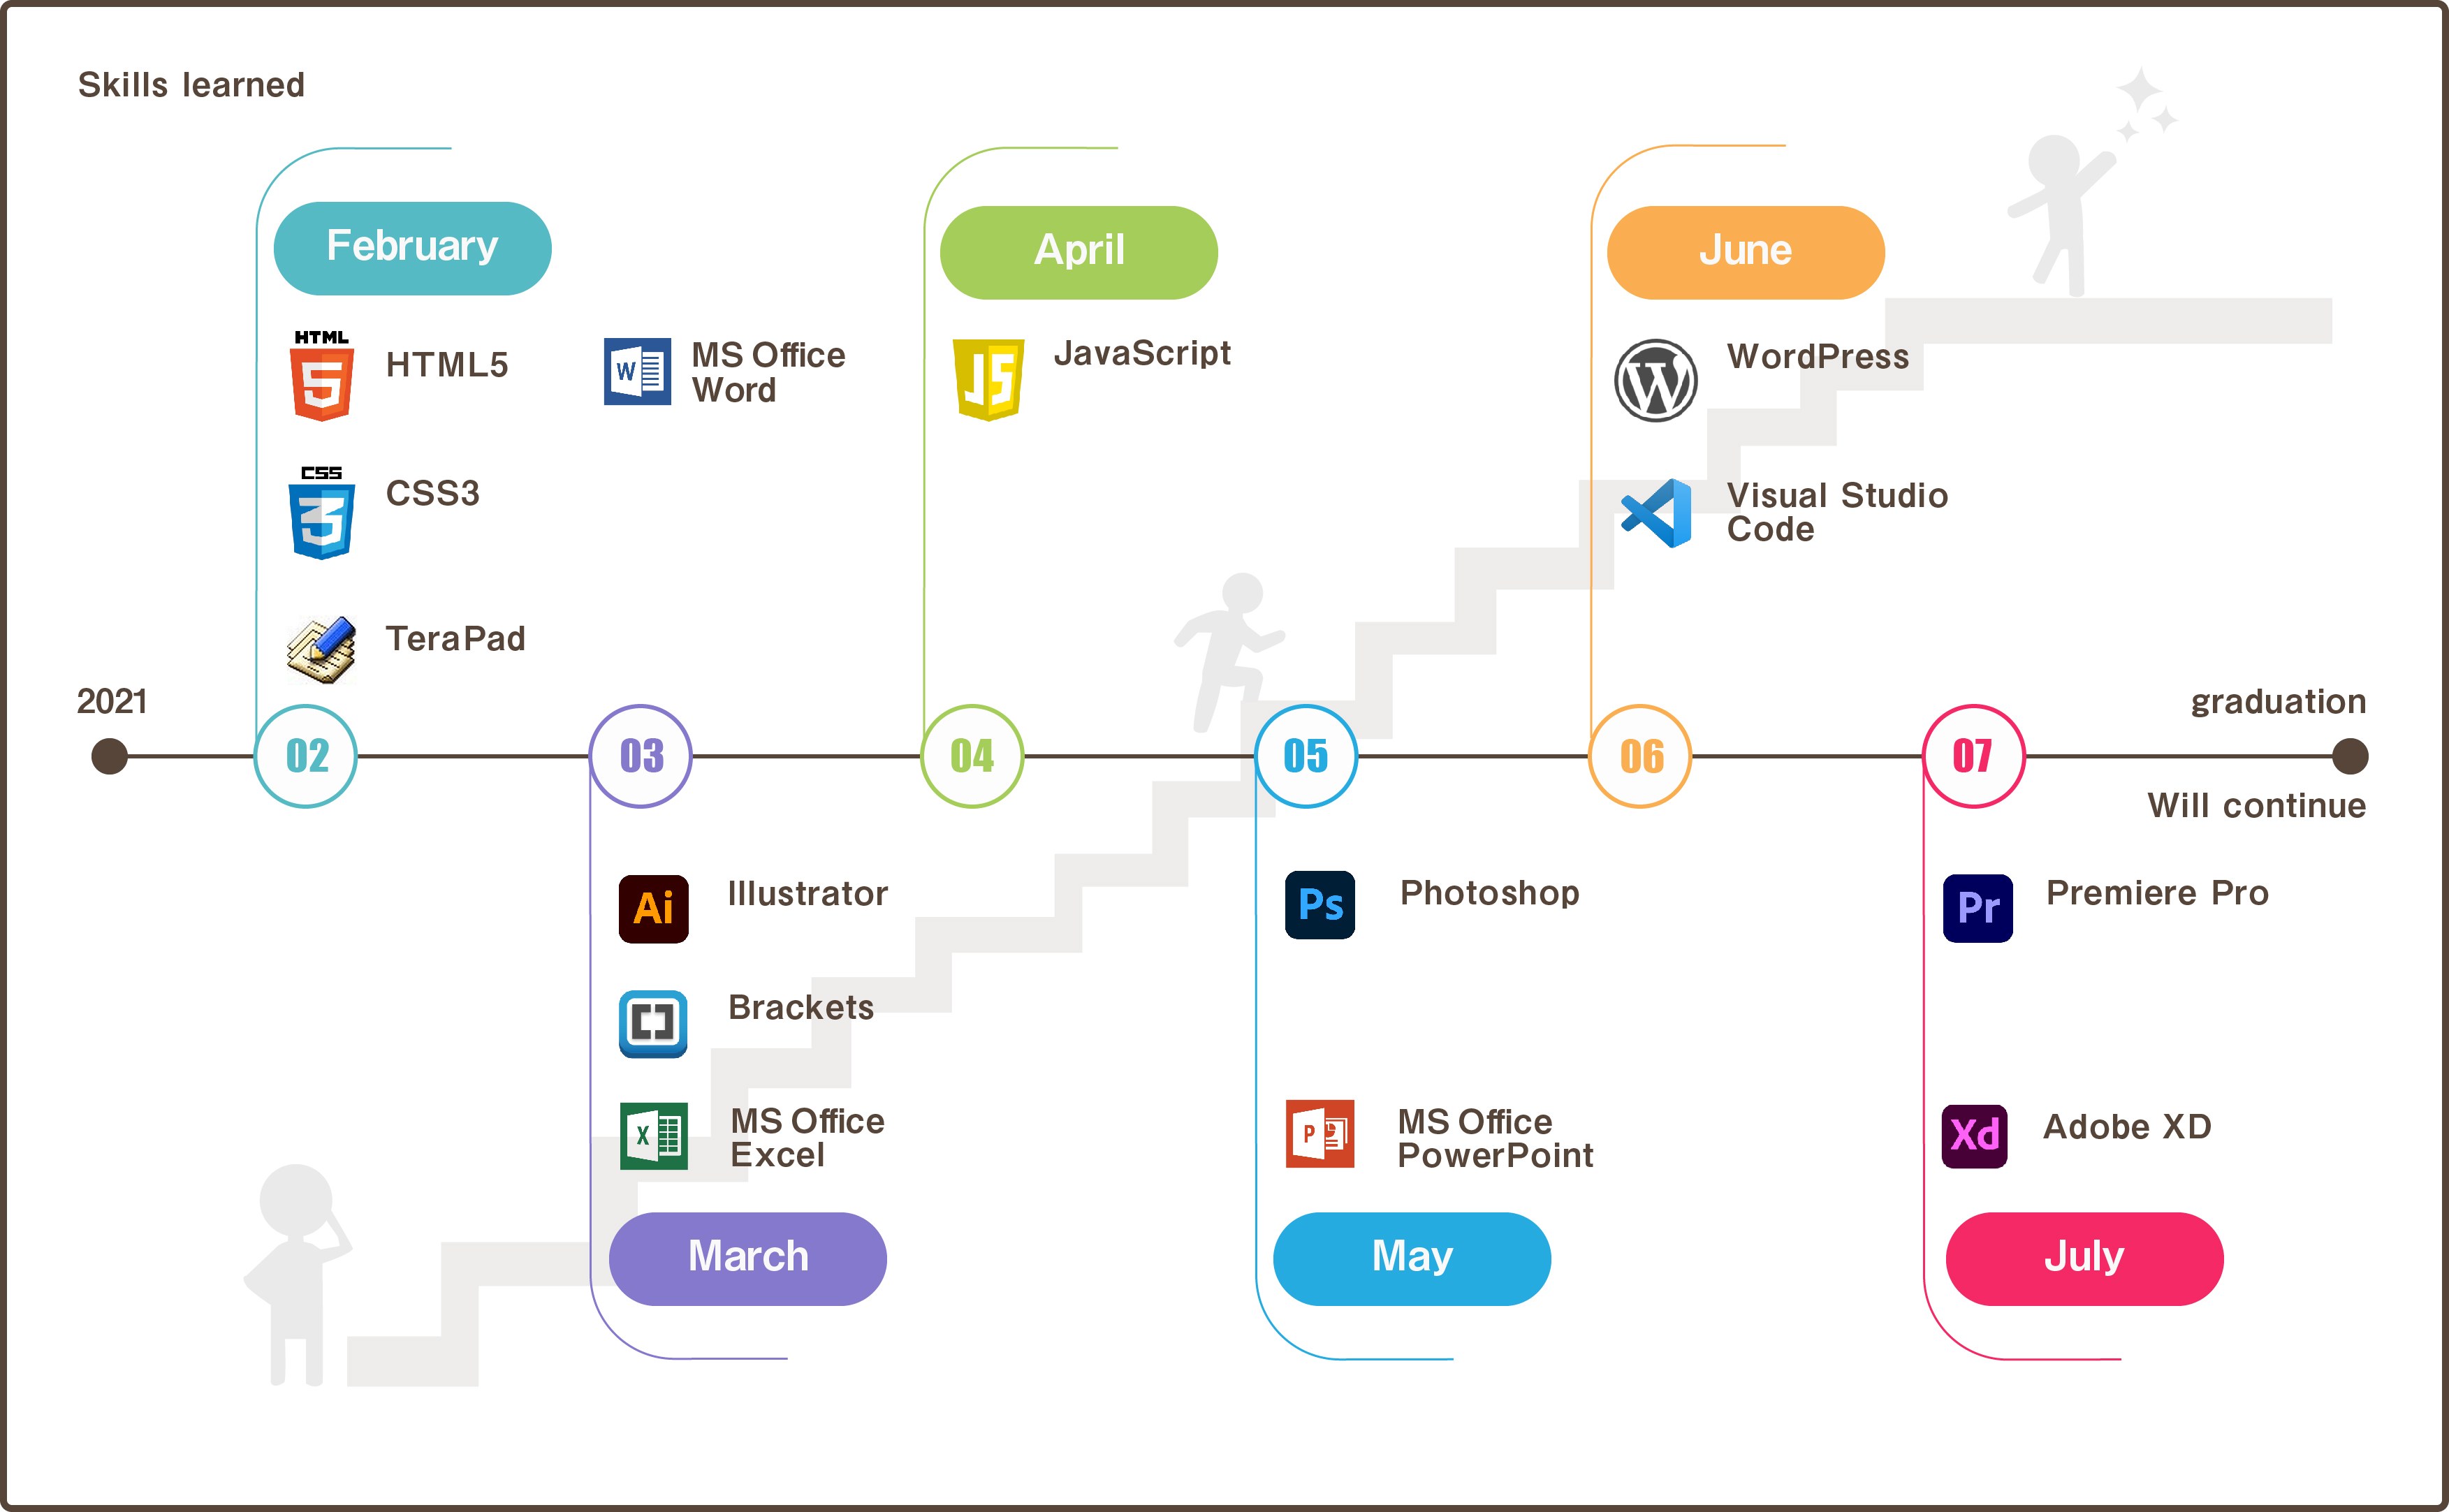 Skills learned
February
HTML
5
HTML5
W
MS Office
Word
CSS
3
CSS3
TeraPad
April
JS
JavaScript
June
W
WordPress
Visual Studio
Code
2021
graduation
02
03
04
05
06
07
Will continue
Ai
Illustrator
Brackets
X
MS Office
Excel
March
Ps
Photoshop
P
MS Office
PowerPoint
May
Pr
Premiere Pro
Xd
Adobe XD
July